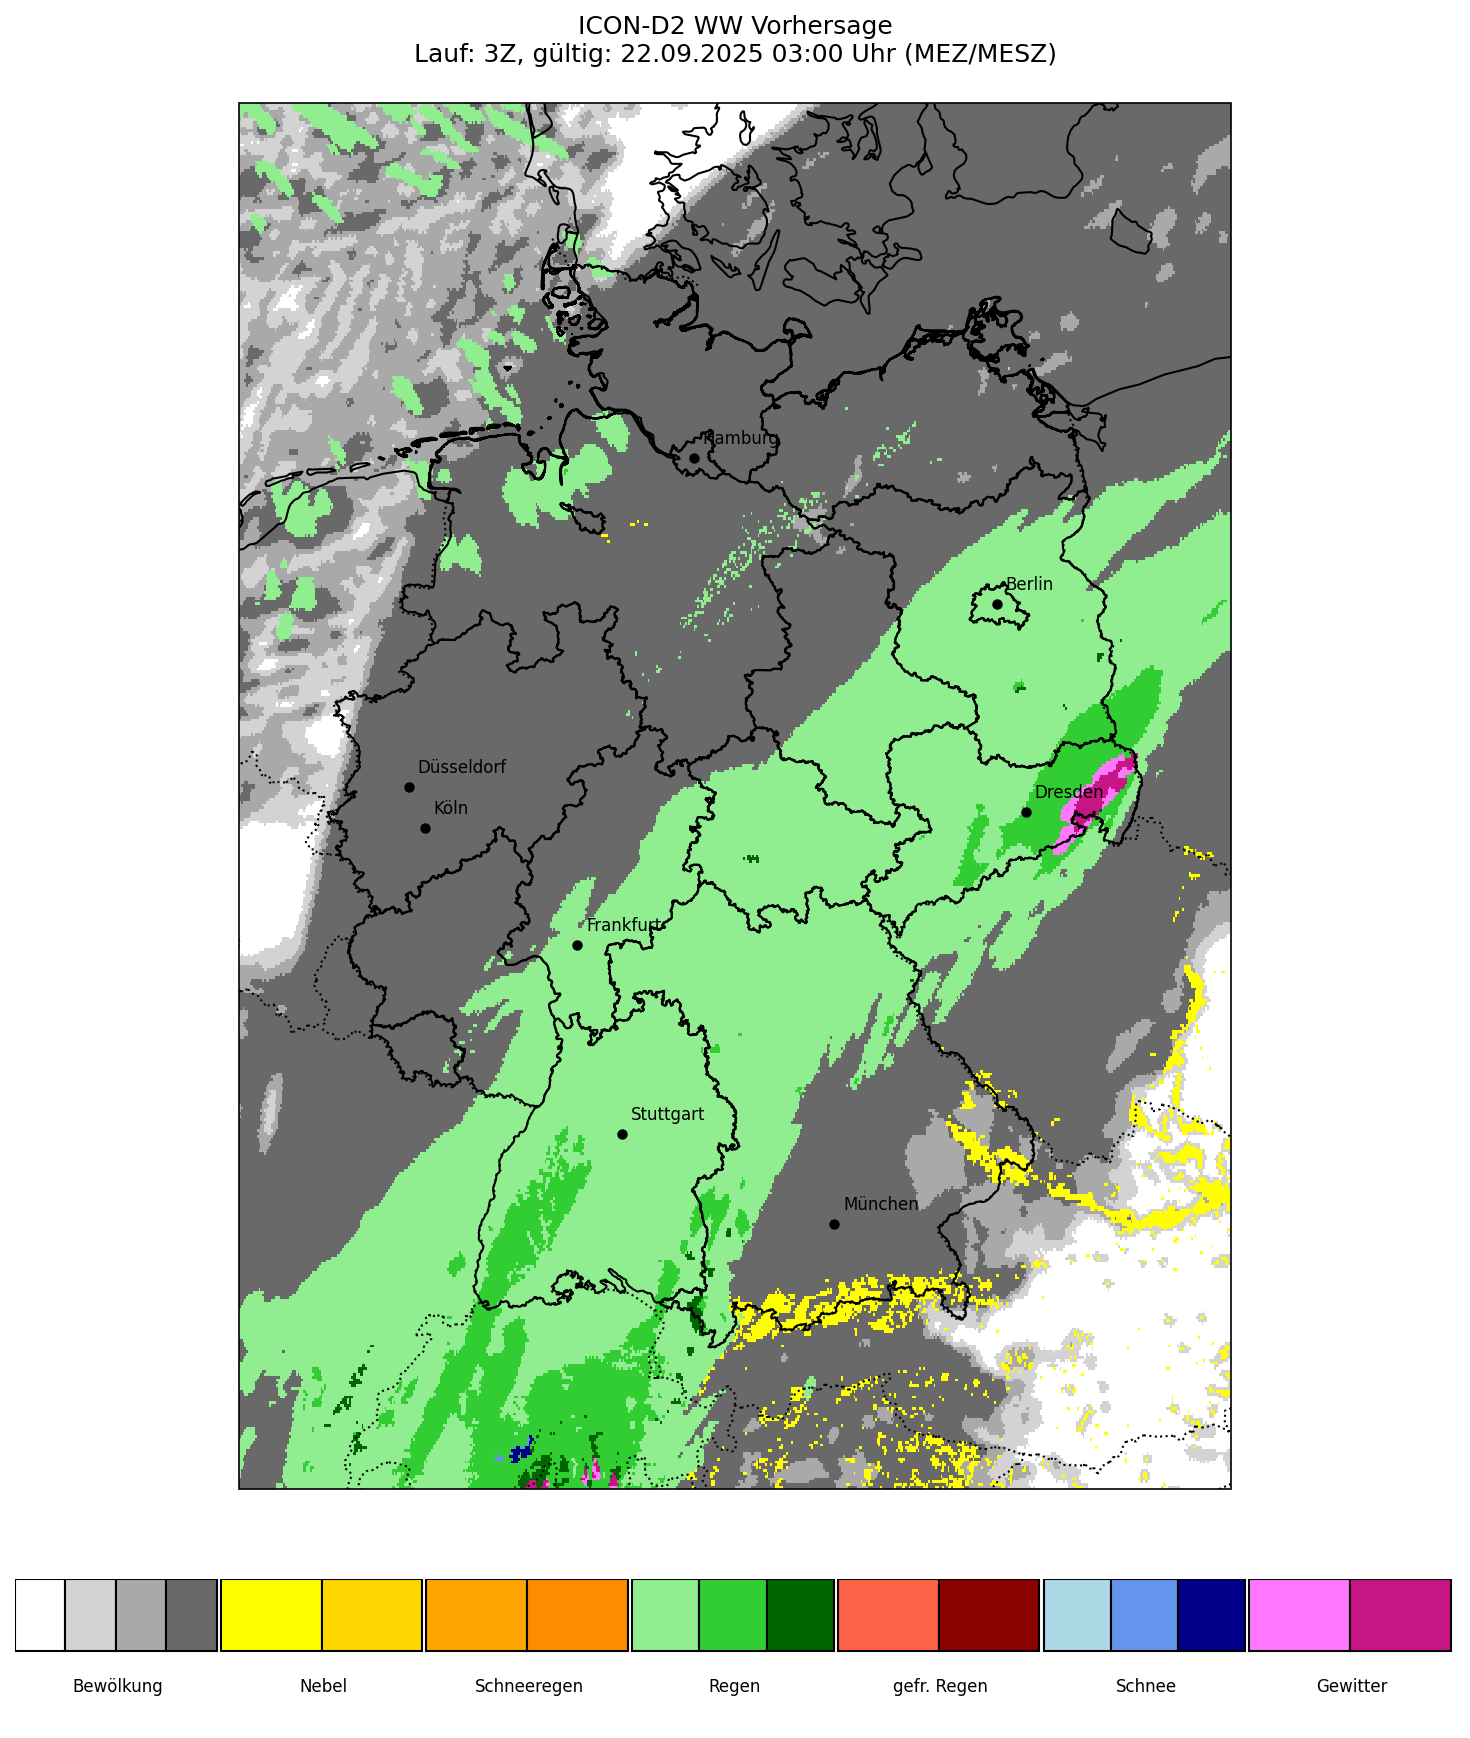 ICON-D2 WW Vorhersage
Lauf: 3Z, gültig: 22.09.2025 03:00 Uhr (MEZ/MESZ)
Hamburg
Berlin
Düsseldorf
Dresden
Köln
Frankfurt
Stuttgart
München
Bewölkung
Nebel
Schneeregen
Regen
gefr. Regen
Schnee
Gewitter